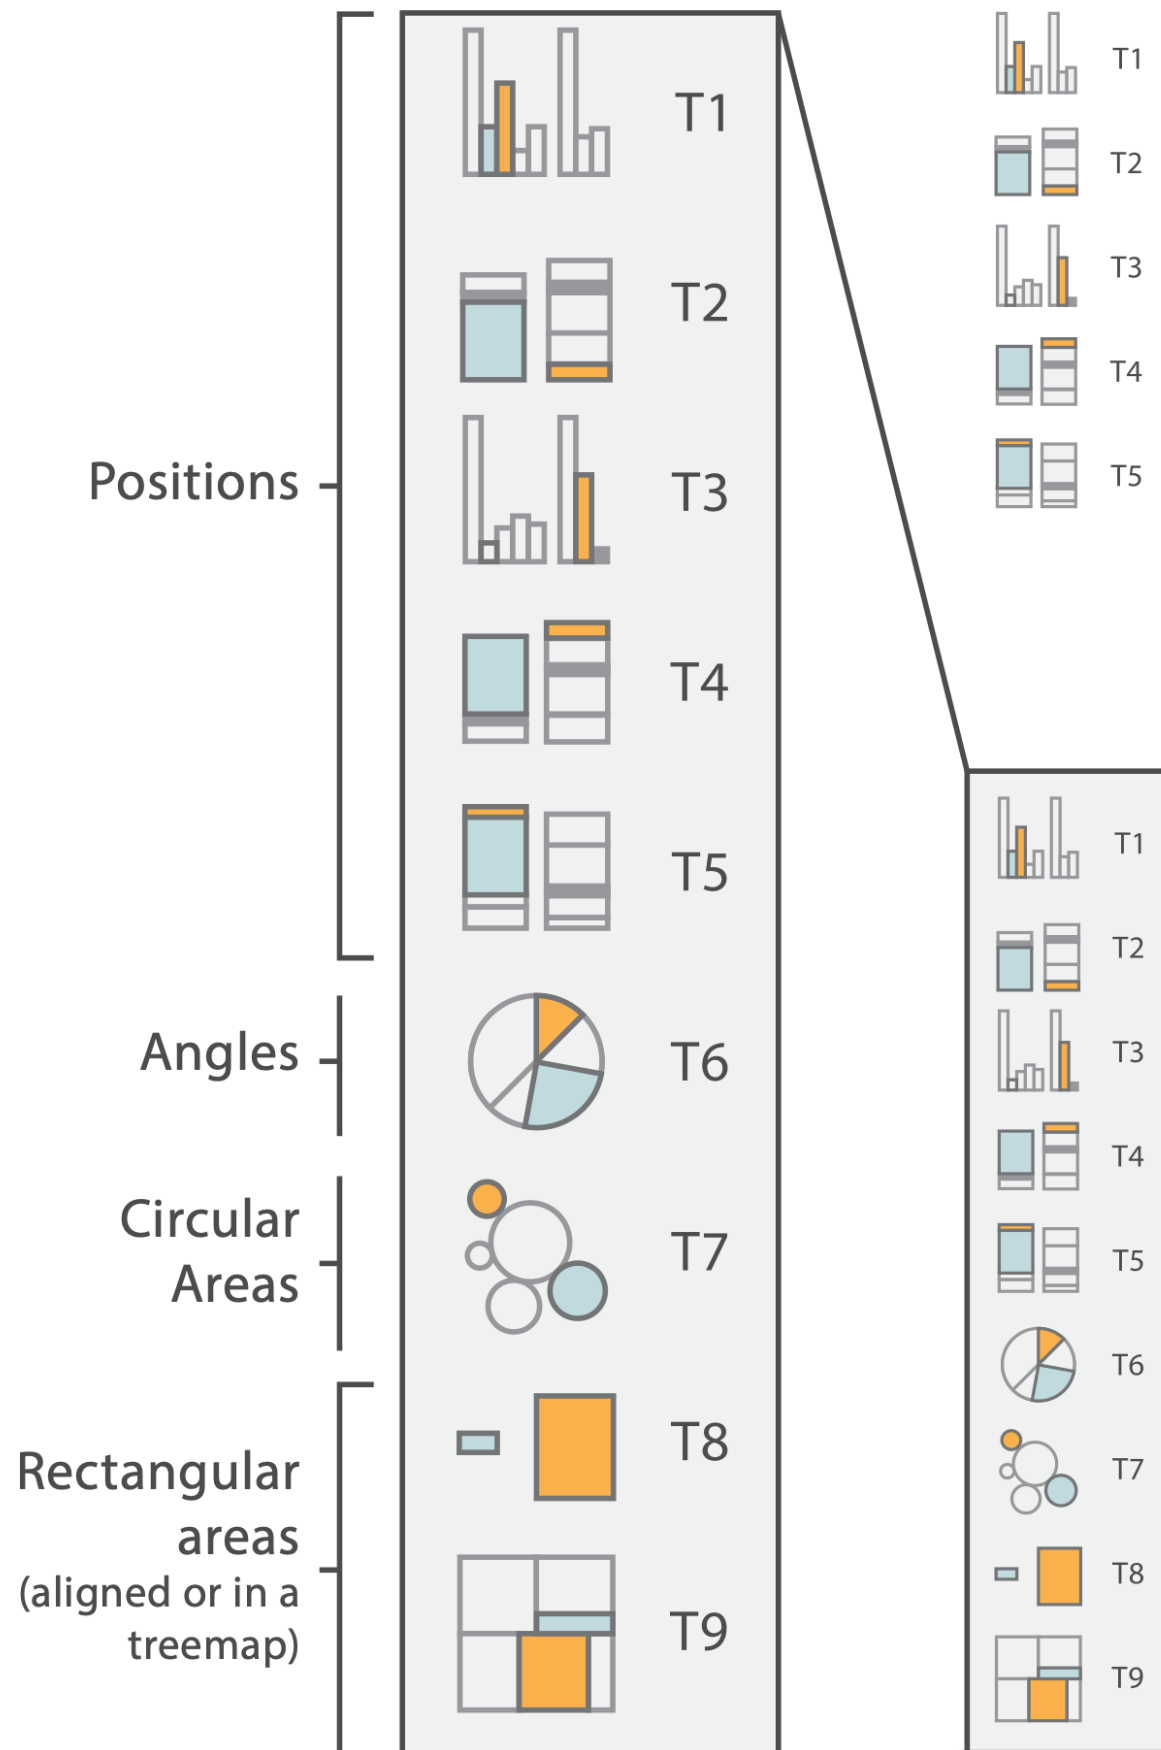 T1
T2
T3
T4
T5
T6
T7
T8
T9
Positions
Angles
Circular
Areas
Rectangular
areas
(aligned or in a
treemap)
T1
T2
T3
T4
T5
T1
T2
T3
T4
T5
T6
T7
T8
T9